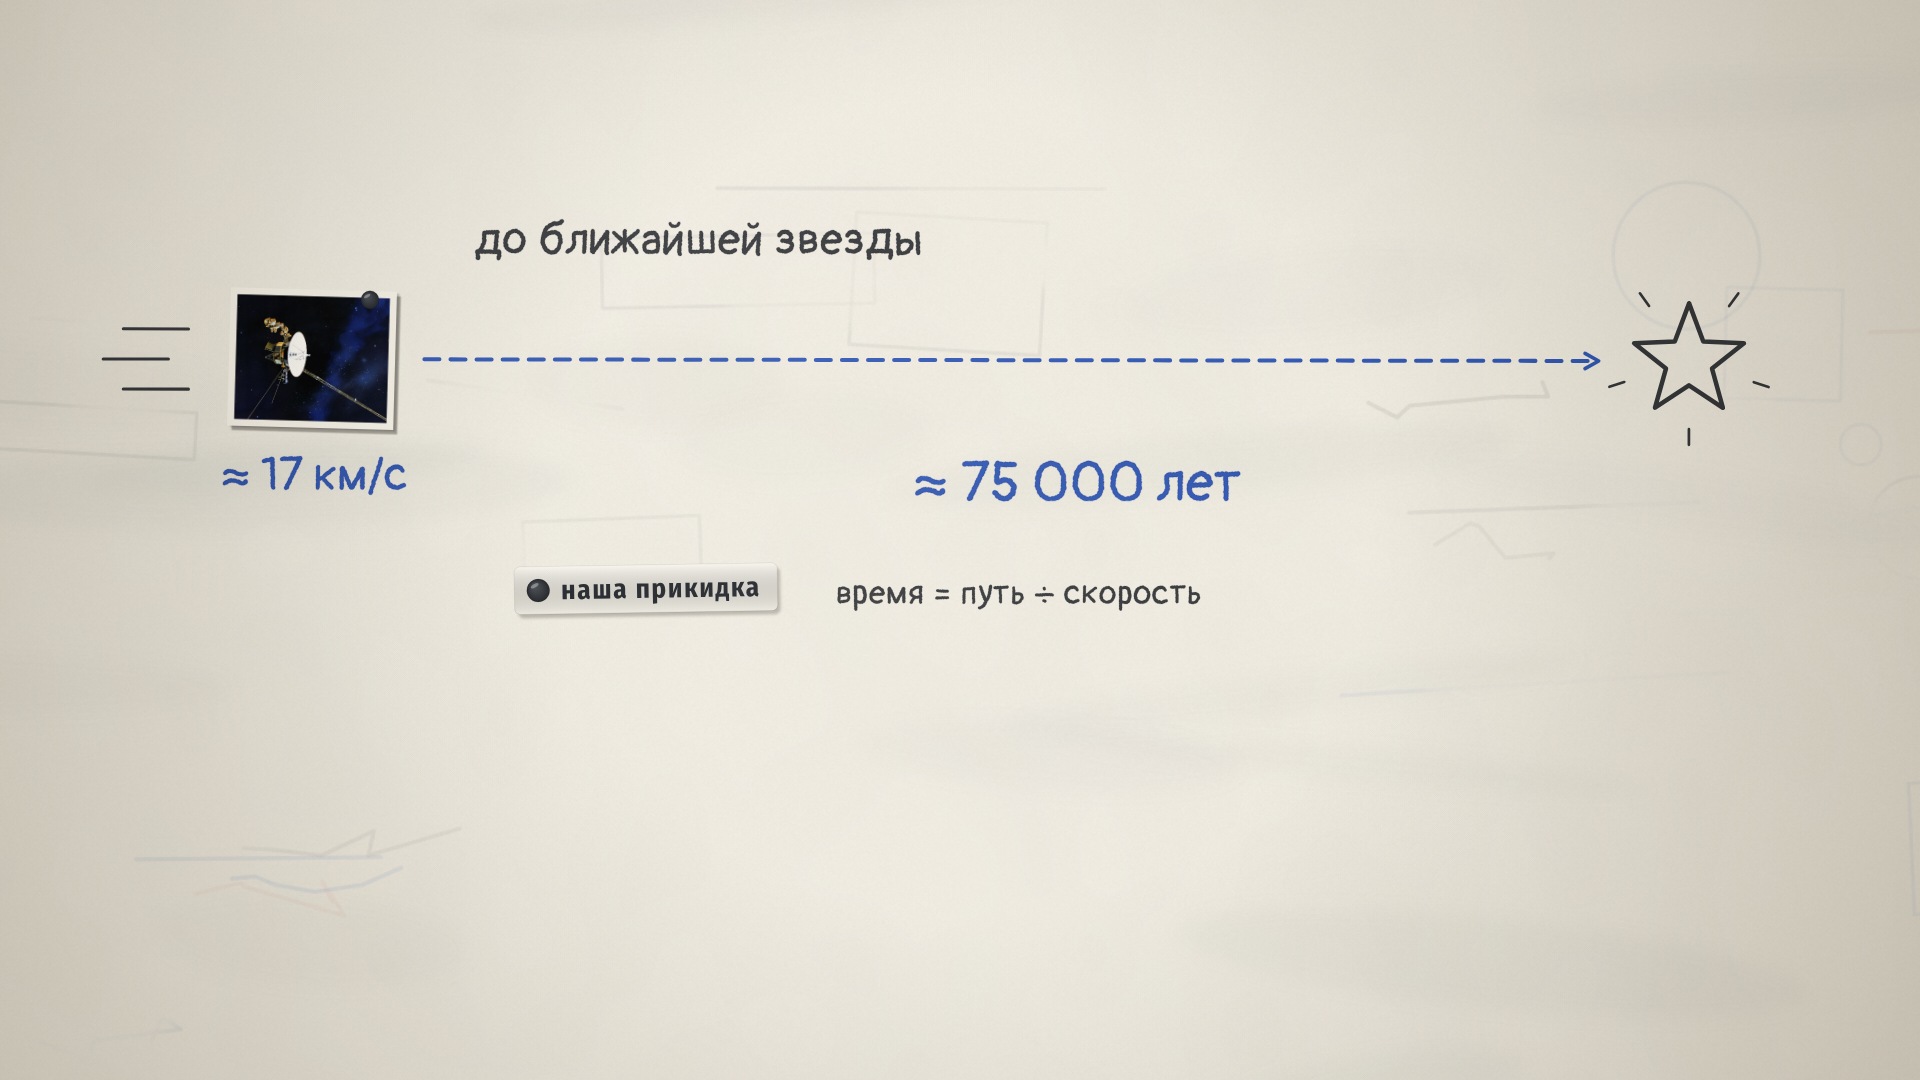 до ближайшей звезды
≈ 17 км/с
≈ 75 000 лет
наша прикидка
время = путь ÷ скорость